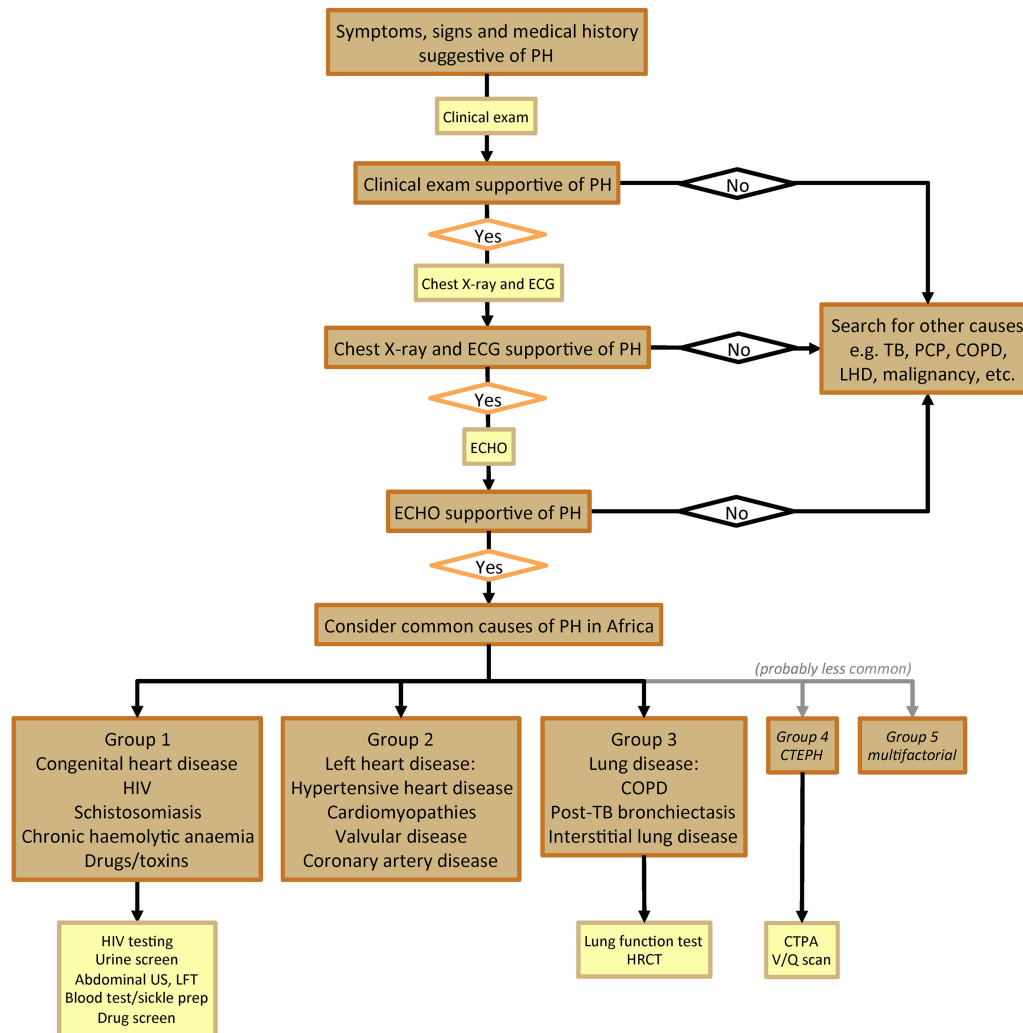 Symptoms, signs and medical history
suggestive of PH
Clinical exam
Clinical exam supportive of PH
No
Yes
Chest X-ray and ECG
Chest X-ray and ECG supportive of PH
No
Search for other causes
e.g. TB, PCP, COPD,
LHD, malignancy, etc.
Yes
ECHO
ECHO supportive of PH
No
Yes
Consider common causes of PH in Africa
(probably less common)
Group 1
Congenital heart disease
HIV
Schistosomiasis
Chronic haemolytic anaemia
Drugs/toxins
Group 2
Left heart disease:
Hypertensive heart disease
Cardiomyopathies
Valvular disease
Coronary artery disease
Group 3
Lung disease:
COPD
Post-TB bronchiectasis
Interstitial lung disease
Group 4
CTEPH
Group 5
multifactorial
HIV testing
Urine screen
Abdominal US, LFT
Blood test/sickle prep
Drug screen
Lung function test
HRCT
CTPA
V/Q scan